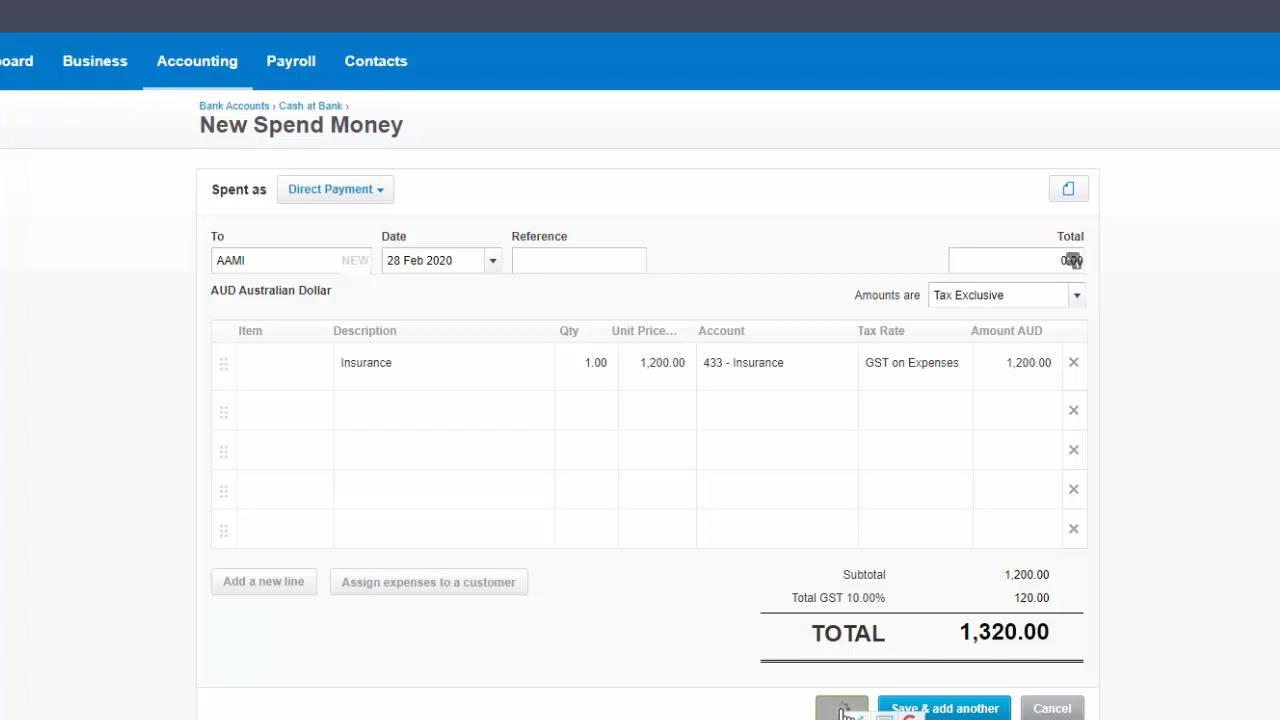 oard Business Accounting Payroll Contacts
Bank Accounts › Cash at Bank ›
New Spend Money
Spent as Direct Payment
To Date Reference Total
AAMI NEW 28 Feb 2020 0.00
AUD Australian Dollar Amounts are Tax Exclusive
Item Description Qty Unit Price... Account Tax Rate Amount AUD
Insurance 1.00 1,200.00 433 - Insurance GST on Expenses 1,200.00
Add a new line Assign expenses to a customer
Subtotal 1,200.00
Total GST 10.00% 120.00
TOTAL 1,320.00
Save & add another Cancel